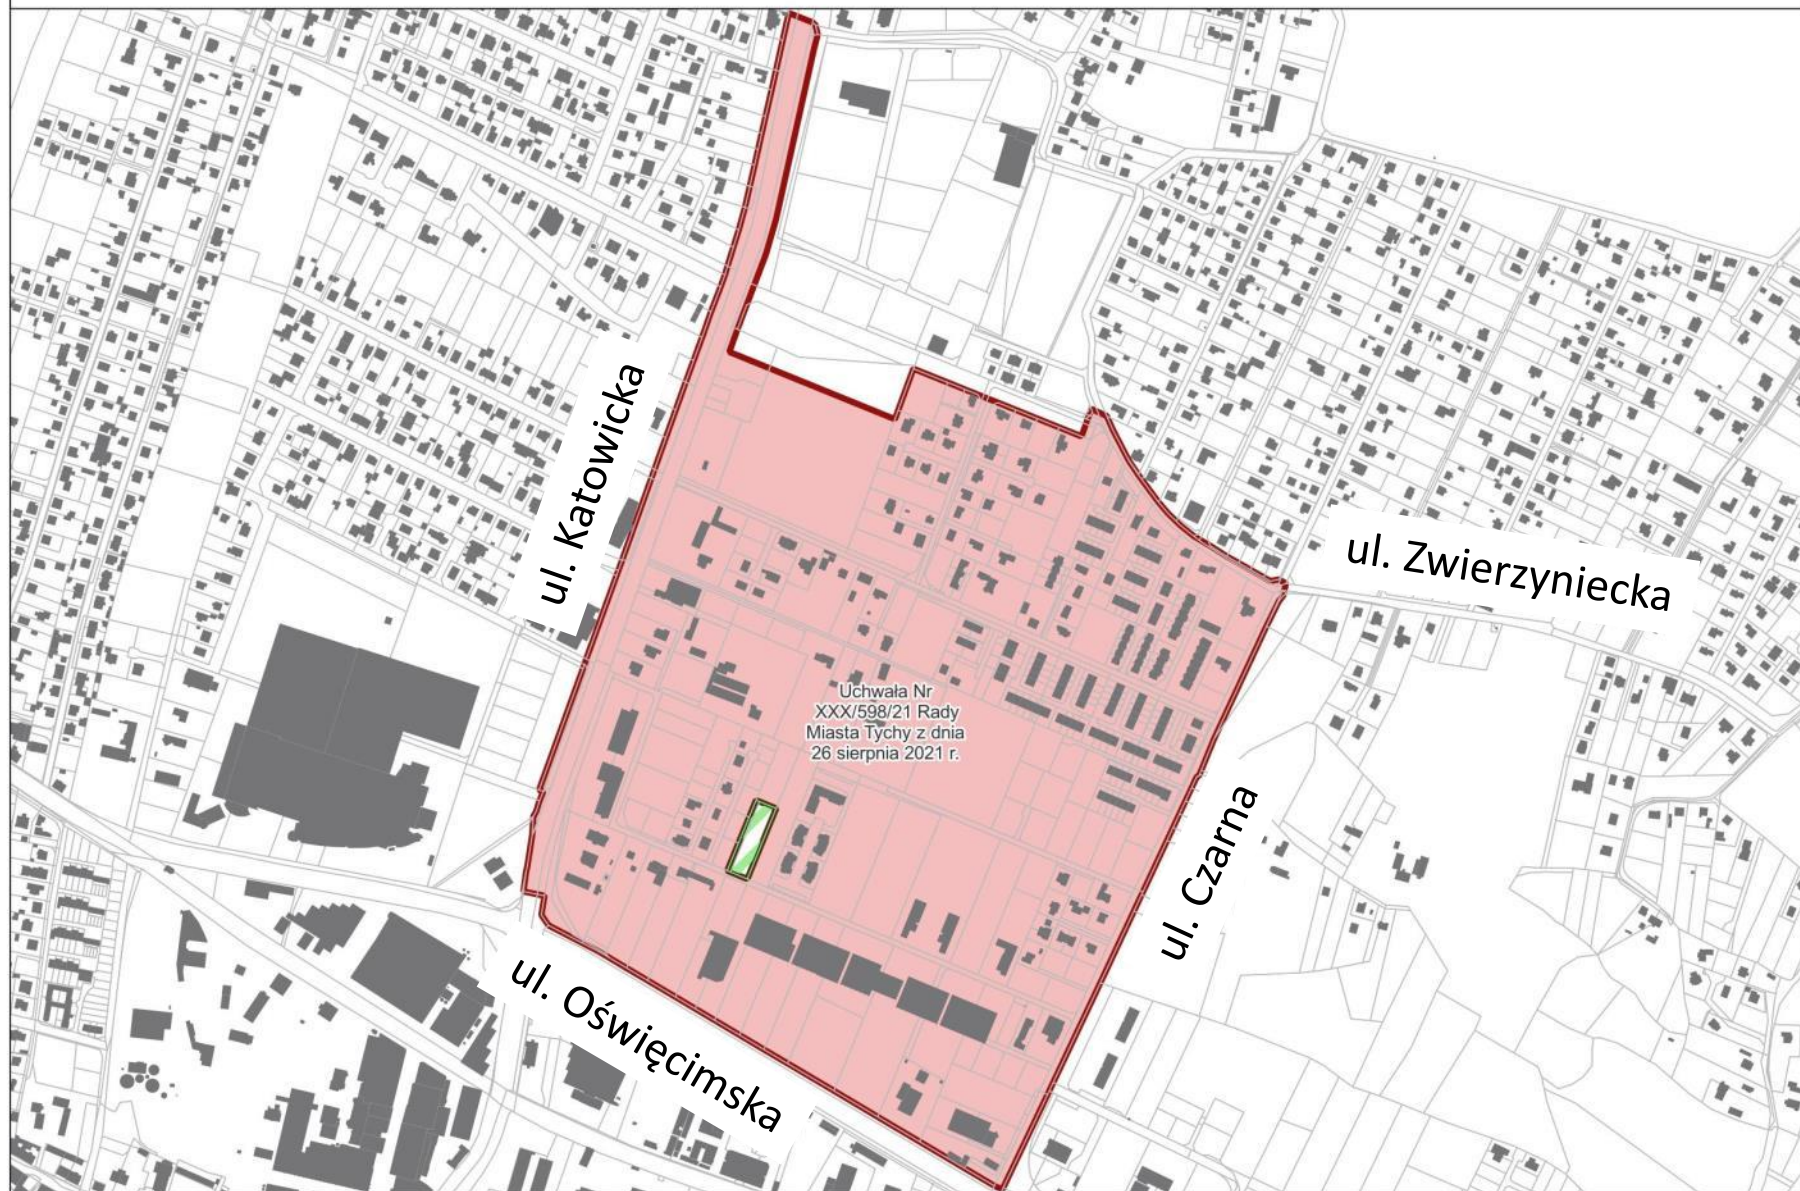 ul. Katowicka
ul. Zwierzyniecka
Uchwała Nr
XXX/598/21 Rady
Miasta Tychy z dnia
26 sierpnia 2021 r.
ul. Czarna
ul. Oświęcimska